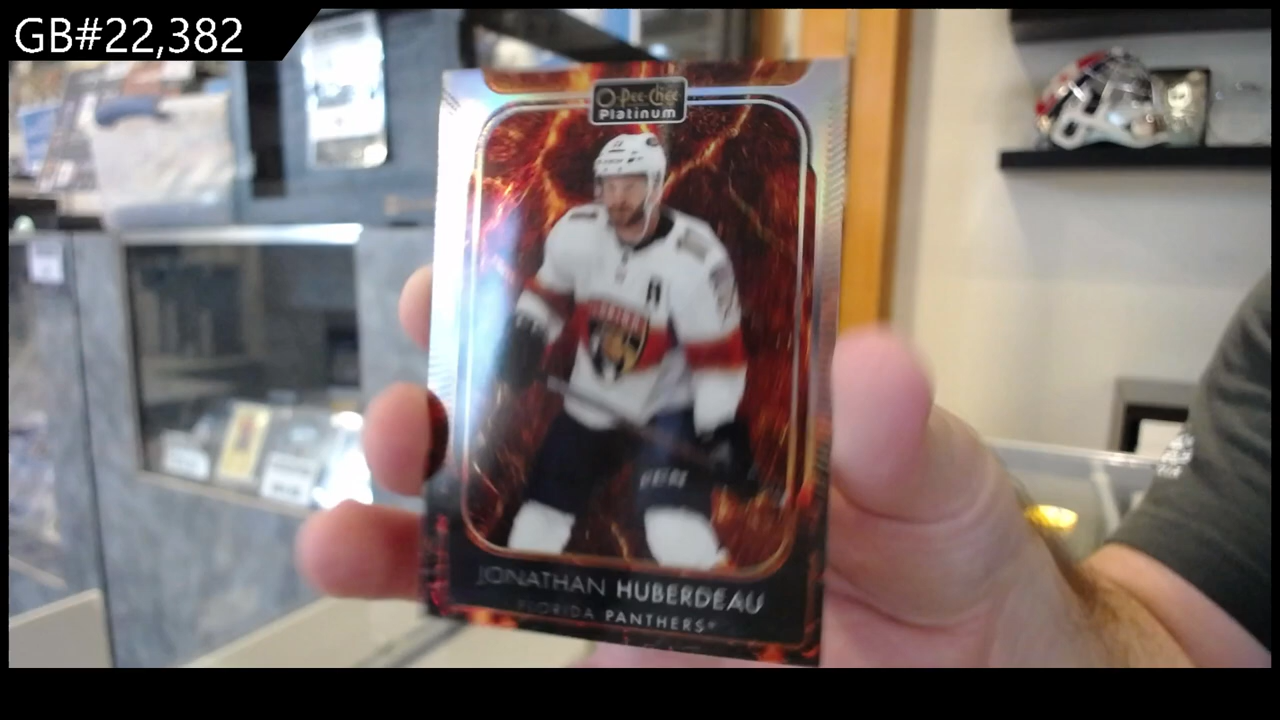 GB#22,382
O-Pee-Chee
Platinum
JONATHAN HUBERDEAU
FLORIDA PANTHERS